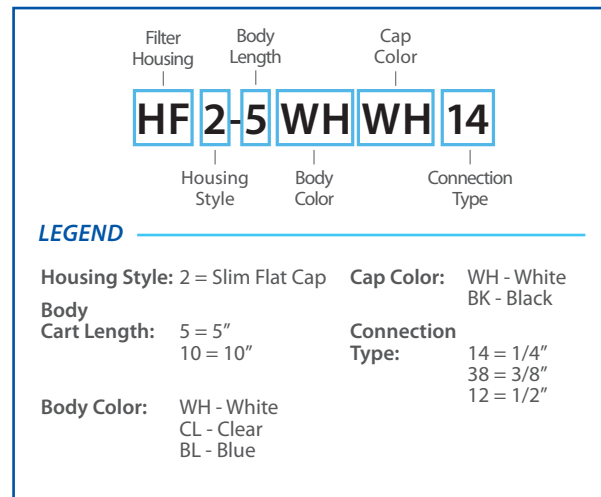 Filter Housing
Body Length
Cap Color
HF 2-5 WH WH 14
Housing Style
Body Color
Connection Type
LEGEND
Housing Style: 2 = Slim Flat Cap
Body
Cart Length: 5 = 5”
10 = 10”
Body Color: WH - White
CL - Clear
BL - Blue
Cap Color: WH - White
BK - Black
Connection
Type: 14 = 1/4”
38 = 3/8”
12 = 1/2”